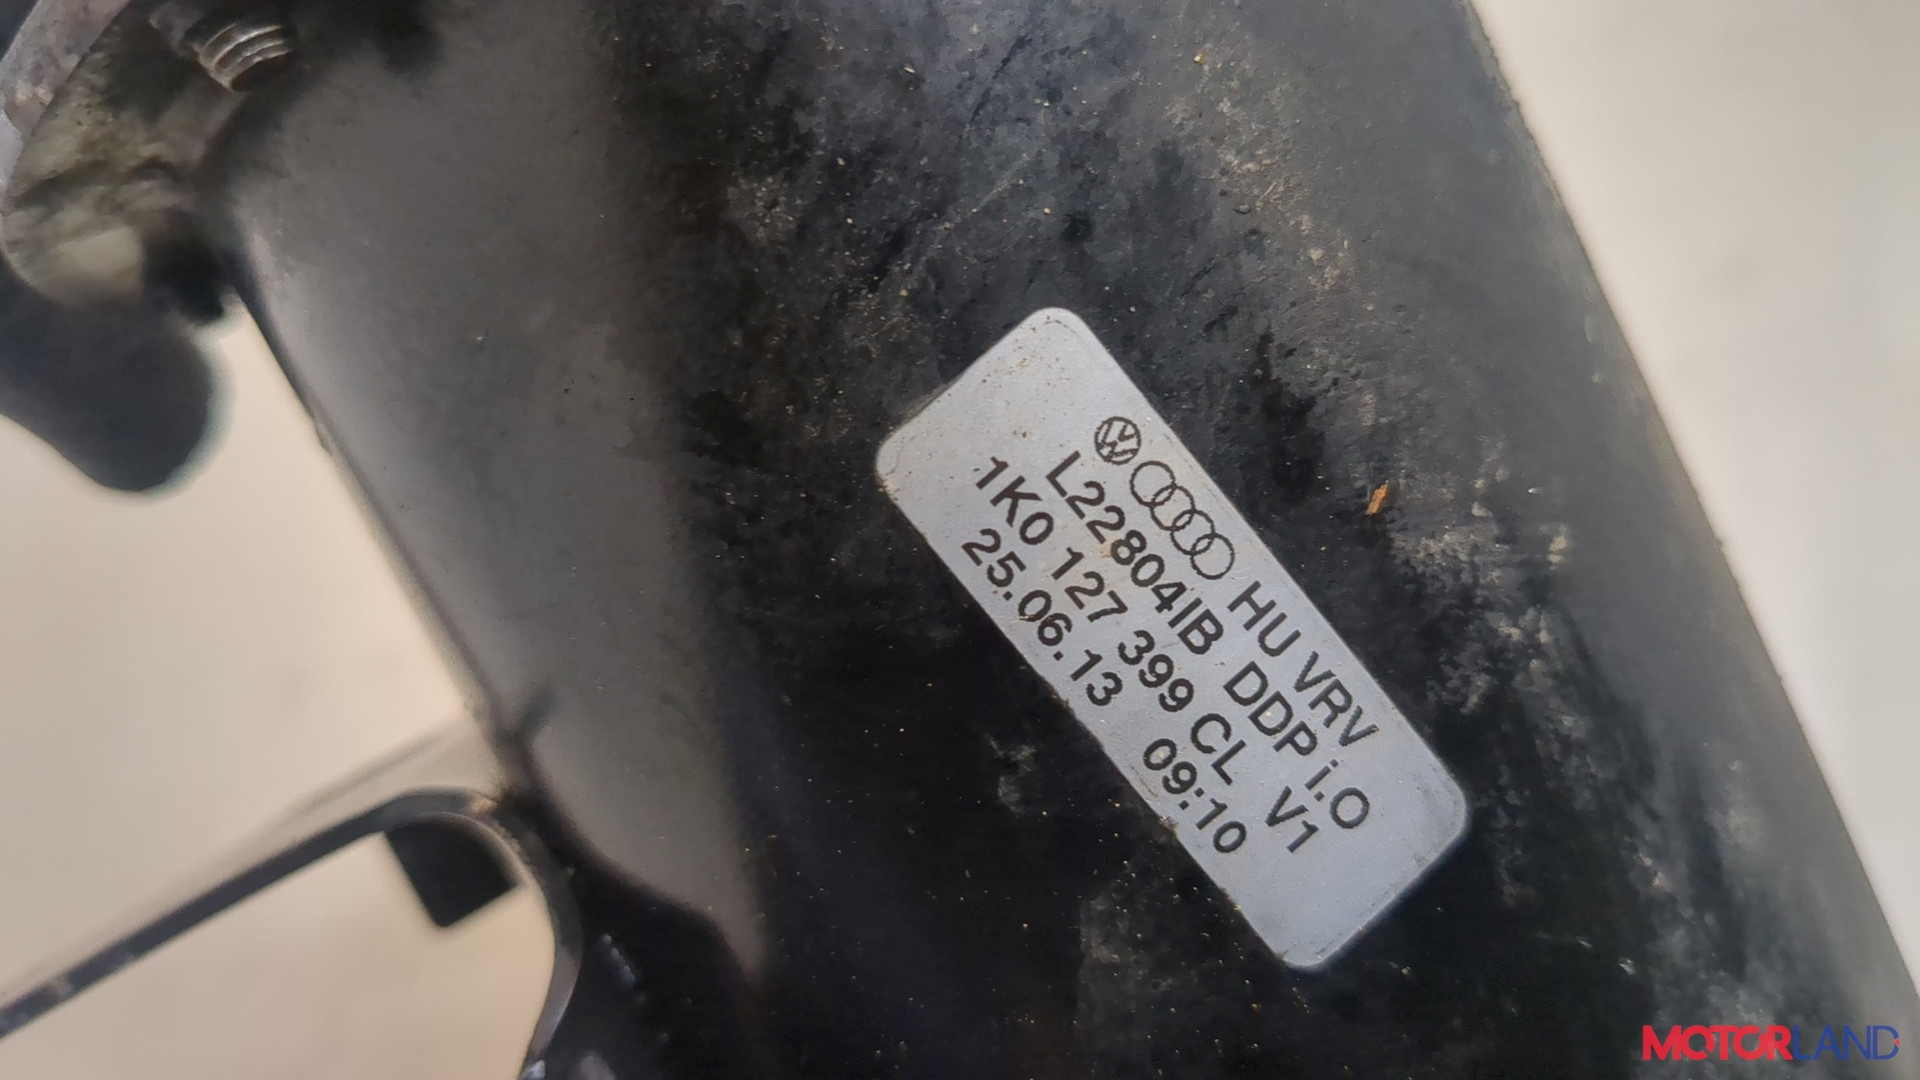 HU VRV
L22804IB DDP i.O
1K0 127 399 CL V1
25.06.13 09:10
MOTORLAND